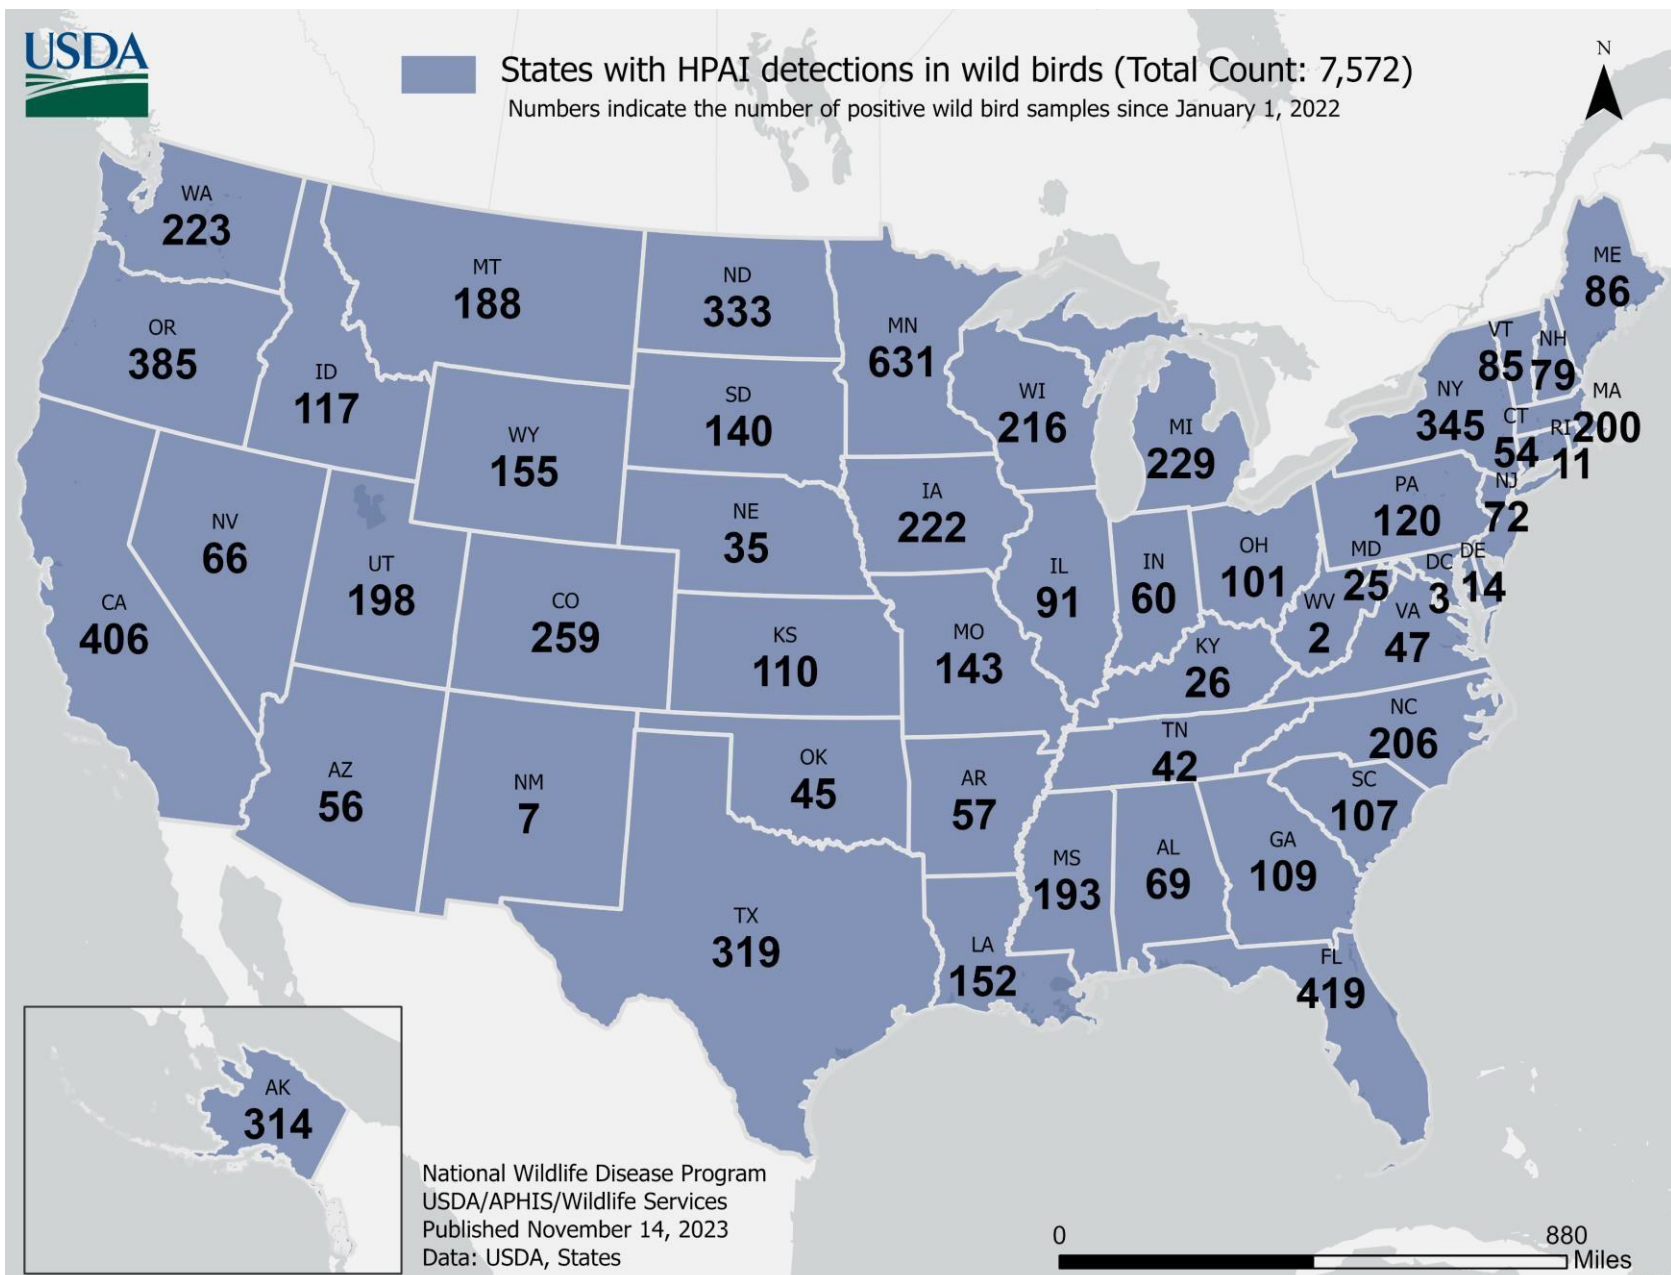 USDA
States with HPAI detections in wild birds (Total Count: 7,572)
Numbers indicate the number of positive wild bird samples since January 1, 2022
N
WA
223
MT
188
ND
333
MN
631
ME
86
OR
385
ID
117
WY
155
SD
140
WI
216
MI
229
VT
85
NH
79
NY
345
MA
200
CT
54
RI
11
NV
66
UT
198
NE
35
IA
222
PA
120
NJ
72
CA
406
CO
259
KS
110
MO
143
IL
91
IN
60
OH
101
WV
2
MD
25
DC
3
DE
14
VA
47
KY
26
AZ
56
NM
7
OK
45
AR
57
TN
42
NC
206
SC
107
TX
319
LA
152
MS
193
AL
69
GA
109
FL
419
AK
314
National Wildlife Disease Program
USDA/APHIS/Wildlife Services
Published November 14, 2023
Data: USDA, States
0 880
Miles